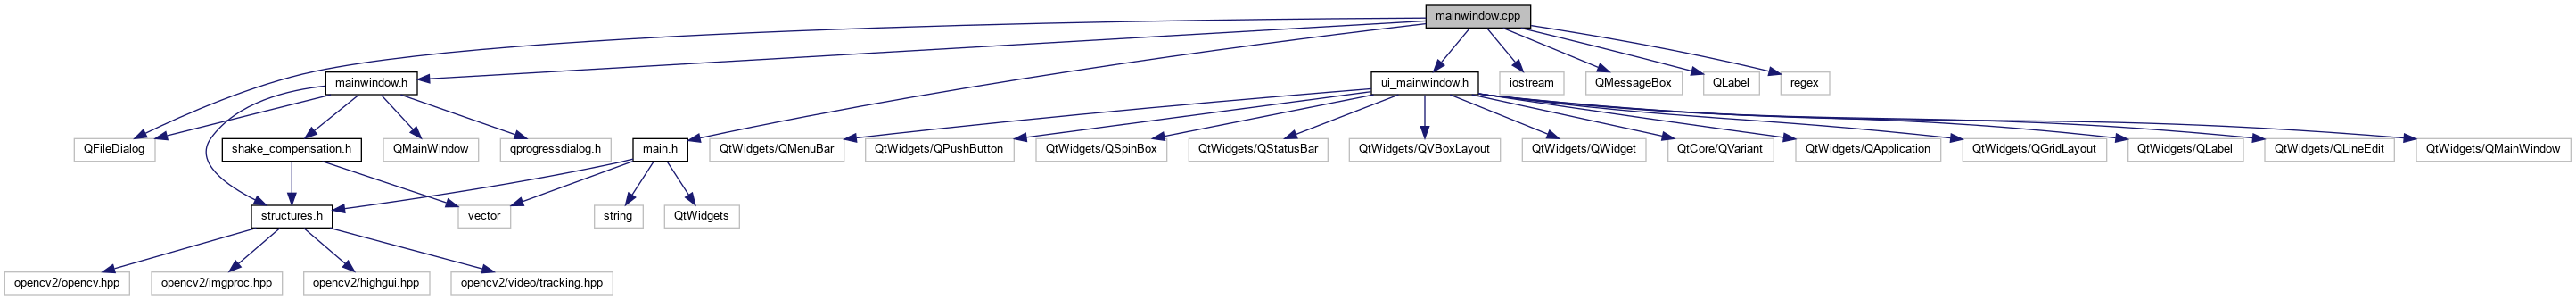 mainwindow.cpp
mainwindow.h
ui_mainwindow.h
iostream
QMessageBox
QLabel
regex
QFileDialog
shake_compensation.h
QMainWindow
qprogressdialog.h
main.h
QtWidgets/QMenuBar
QtWidgets/QPushButton
QtWidgets/QSpinBox
QtWidgets/QStatusBar
QtWidgets/QVBoxLayout
QtWidgets/QWidget
QtCore/QVariant
QtWidgets/QApplication
QtWidgets/QGridLayout
QtWidgets/QLabel
QtWidgets/QLineEdit
QtWidgets/QMainWindow
structures.h
vector
string
QtWidgets
opencv2/opencv.hpp
opencv2/imgproc.hpp
opencv2/highgui.hpp
opencv2/video/tracking.hpp